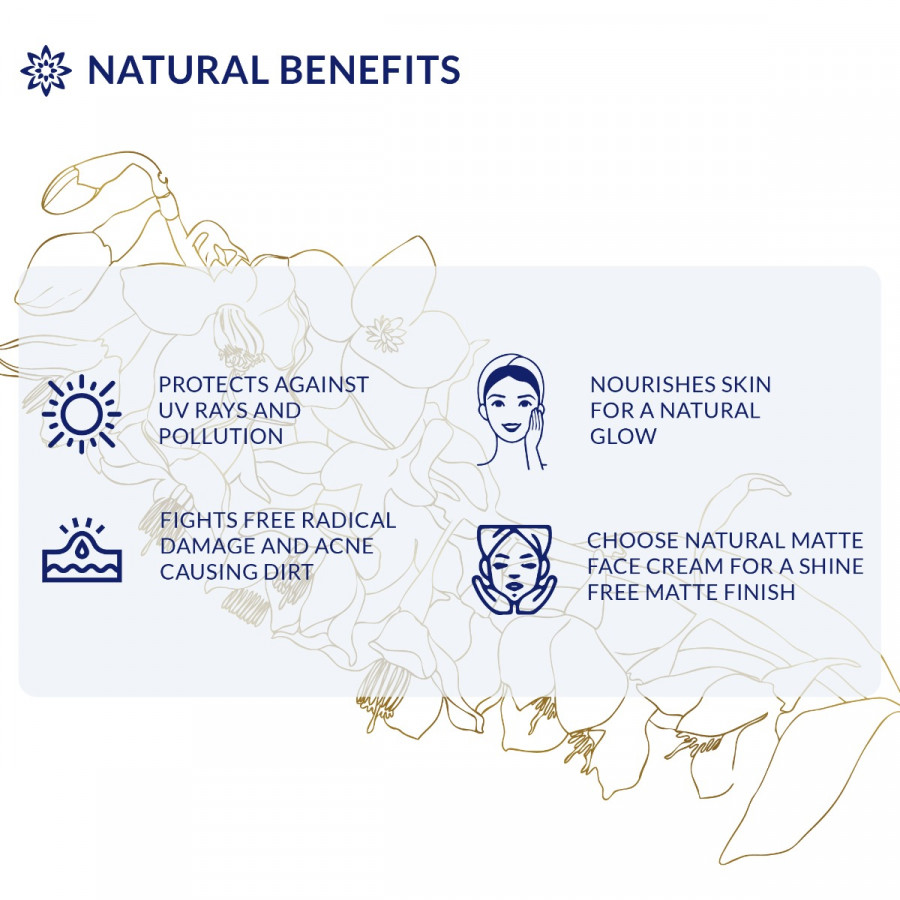 NATURAL BENEFITS
PROTECTS AGAINST
UV RAYS AND
POLLUTION
NOURISHES SKIN
FOR A NATURAL
GLOW
FIGHTS FREE RADICAL
DAMAGE AND ACNE
CAUSING DIRT
CHOOSE NATURAL MATTE
FACE CREAM FOR A SHINE
FREE MATTE FINISH